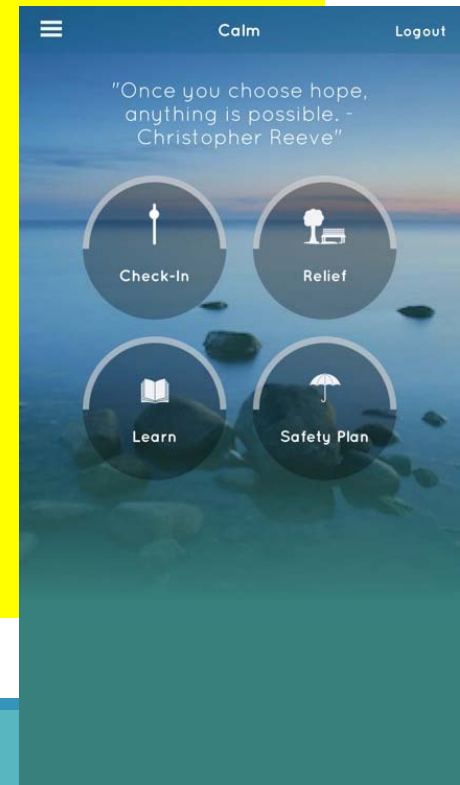 Calm
Logout
"Once you choose hope,
anything is possible. -
Christopher Reeve"
Check-In
Relief
Learn
Safety Plan